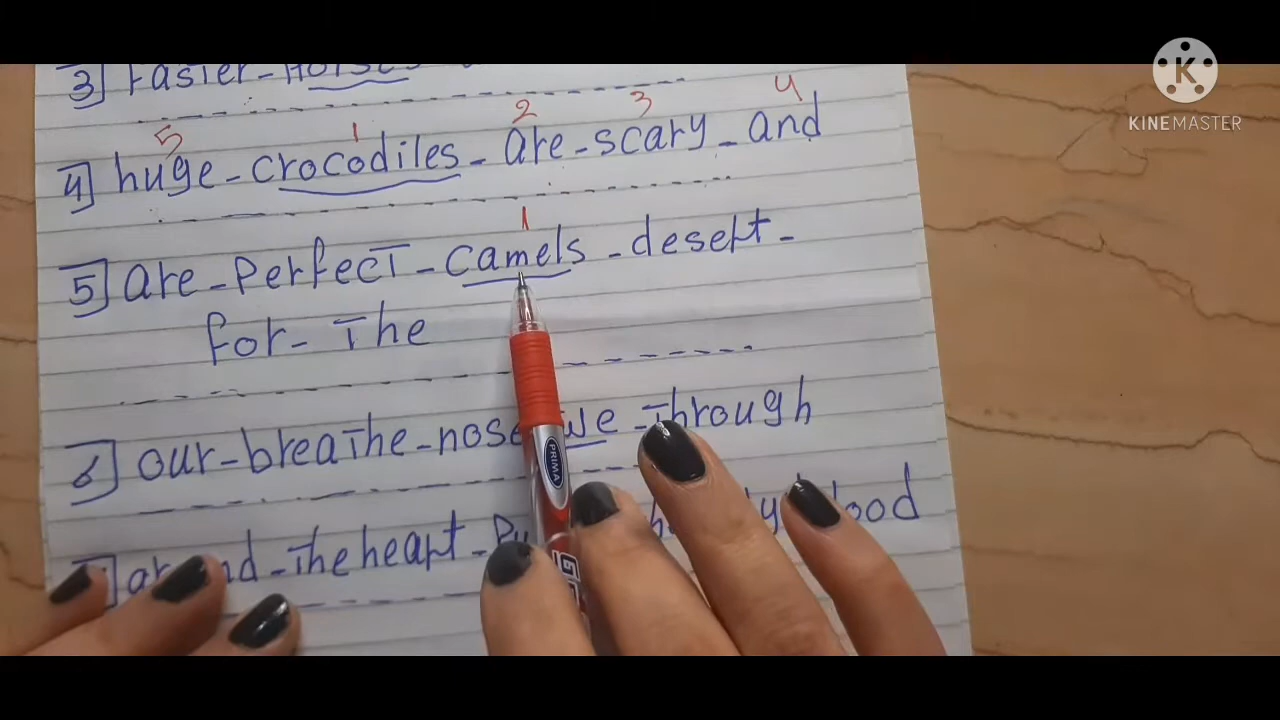 3] Faster - Horses
5 1 2 3 4
4] huge - crocodiles - are - scary - and
1
5] are - Perfect - camels - desert -
for - The
6] our - breathe - nose - we - Through
7] The heart - blood
K
KINEMASTER
PRIMA